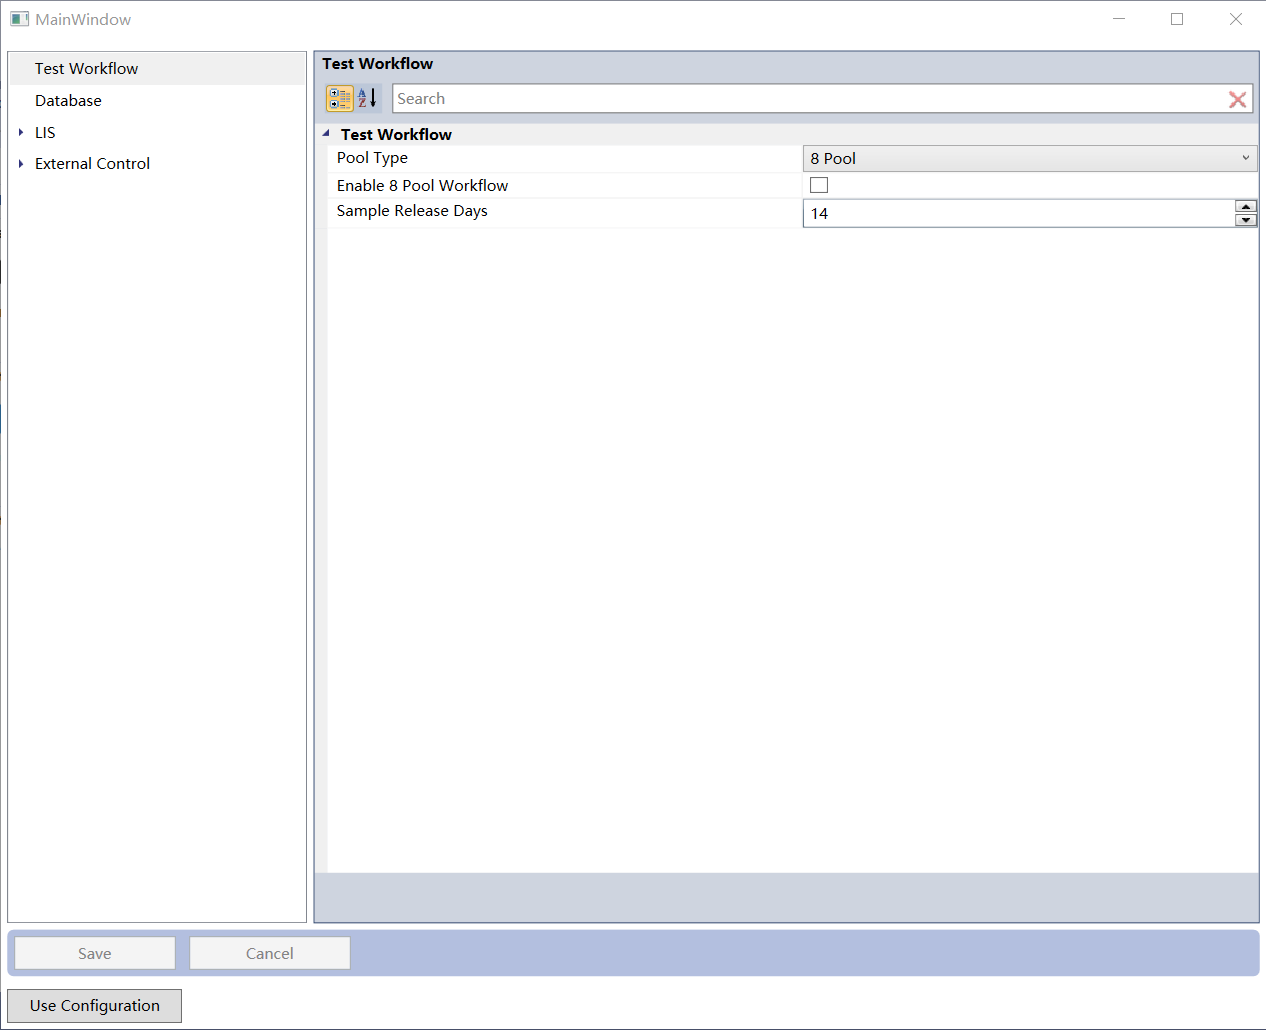 MainWindow
Test Workflow
Database
LIS
External Control
Test Workflow
Search
Test Workflow
Pool Type
8 Pool
Enable 8 Pool Workflow
Sample Release Days
14
Save
Cancel
Use Configuration